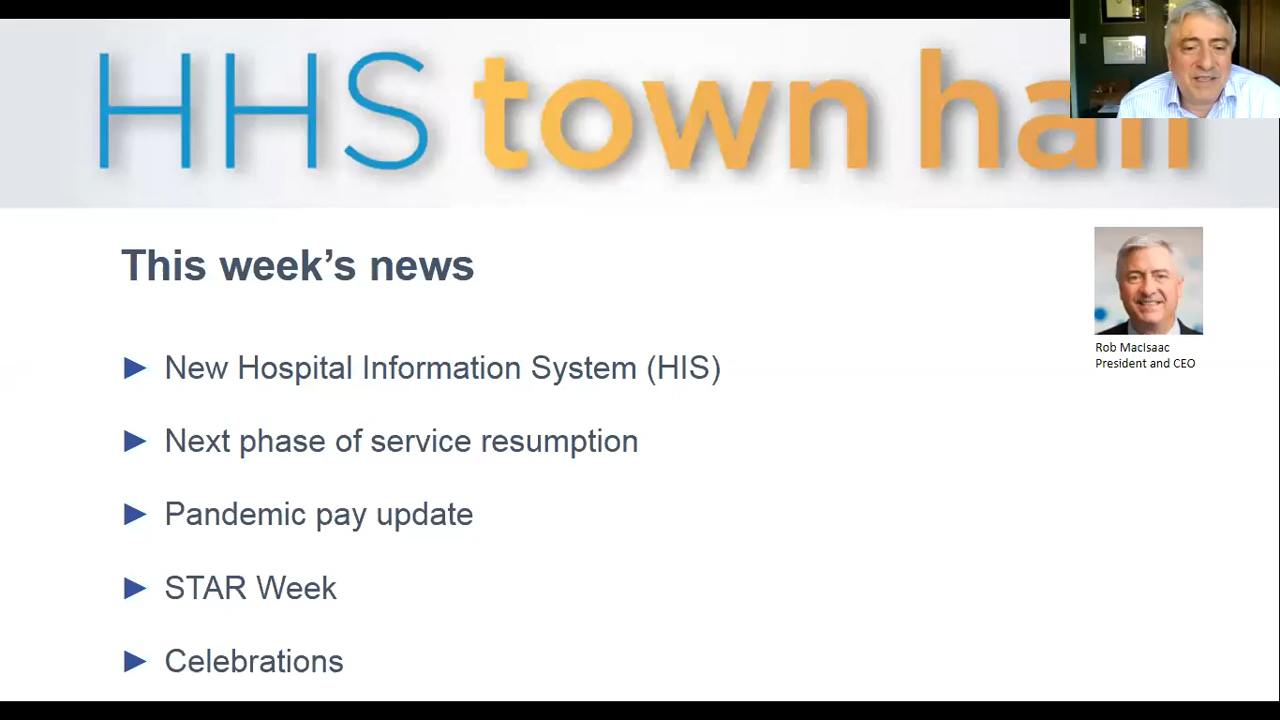 HHS town hall
This week's news
Rob MacIsaac
President and CEO
► New Hospital Information System (HIS)
► Next phase of service resumption
► Pandemic pay update
► STAR Week
► Celebrations